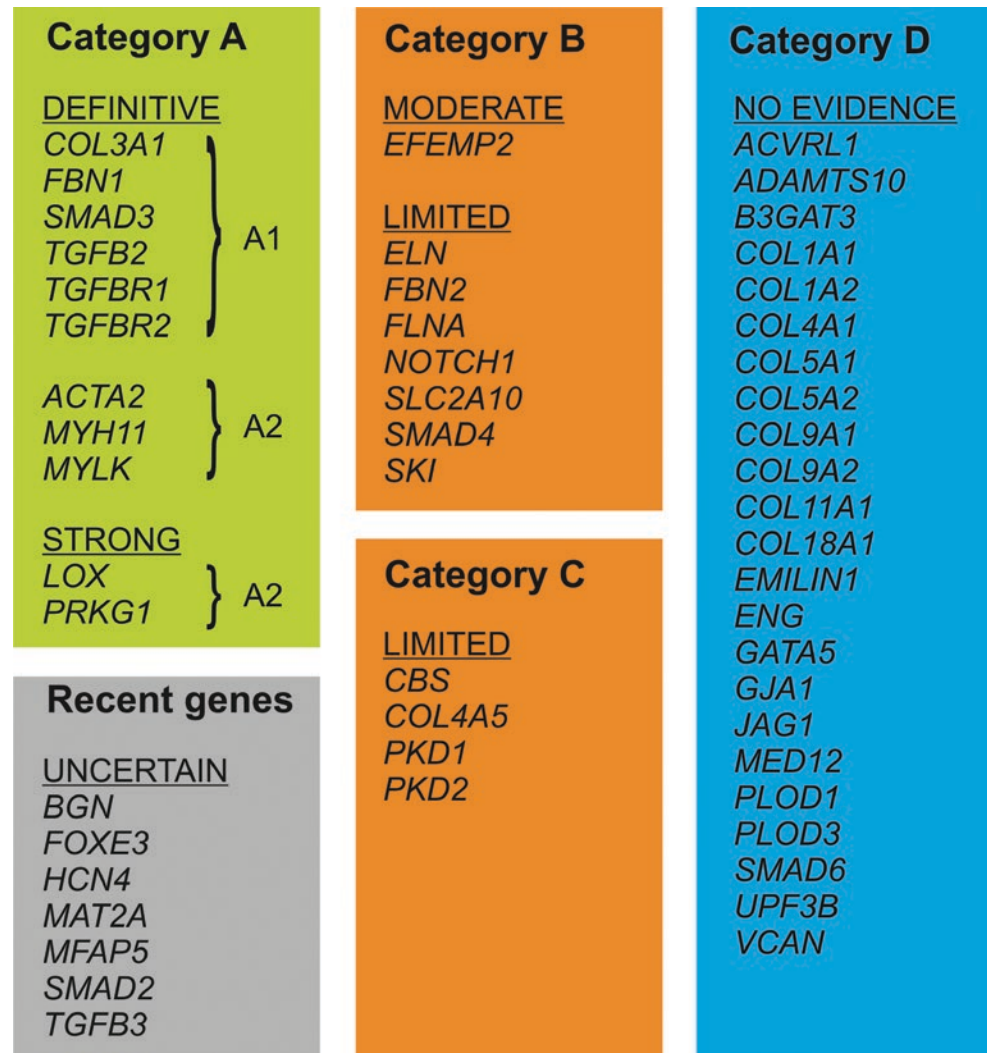 Category A
DEFINITIVE
COL3A1
FBN1
SMAD3
TGFB2
TGFBR1
TGFBR2
A1
ACTA2
MYH11
MYLK
A2
STRONG
LOX
PRKG1
A2
Recent genes
UNCERTAIN
BGN
FOXE3
HCN4
MAT2A
MFAP5
SMAD2
TGFB3
Category B
MODERATE
EFEMP2
LIMITED
ELN
FBN2
FLNA
NOTCH1
SLC2A10
SMAD4
SKI
Category C
LIMITED
CBS
COL4A5
PKD1
PKD2
Category D
NO EVIDENCE
ACVRL1
ADAMTS10
B3GAT3
COL1A1
COL1A2
COL4A1
COL5A1
COL5A2
COL9A1
COL9A2
COL11A1
COL18A1
EMILIN1
ENG
GATA5
GJA1
JAG1
MED12
PLOD1
PLOD3
SMAD6
UPF3B
VCAN